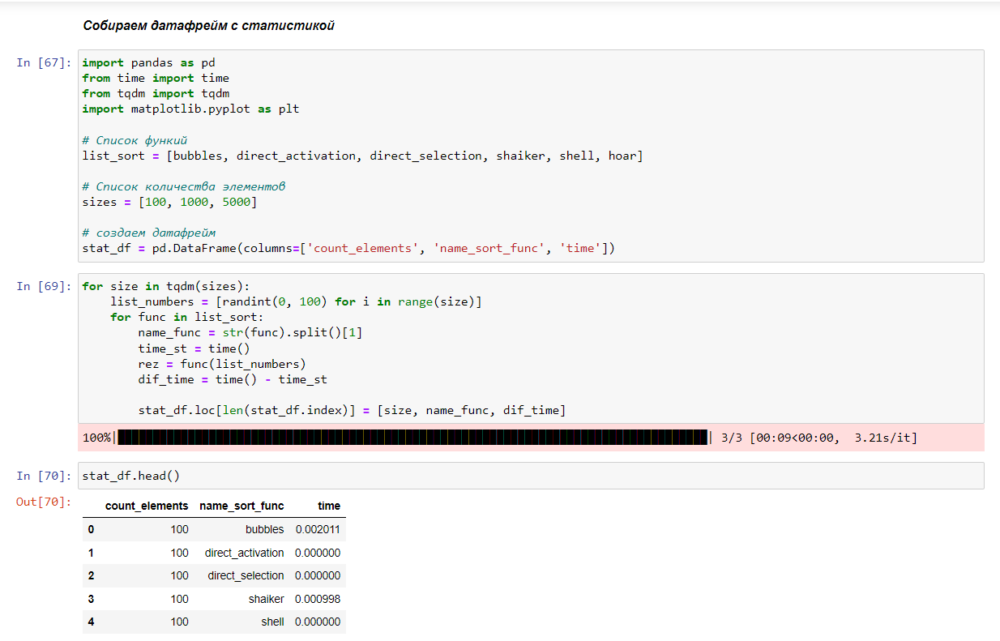 Собираем датафрейм с статистикой
In [67]: import pandas as pd
from time import time
from tqdm import tqdm
import matplotlib.pyplot as plt
# Список функий
list_sort = [bubbles, direct_activation, direct_selection, shaiker, shell, hoar]
# Список количества элементов
sizes = [100, 1000, 5000]
# создаем датафрейм
stat_df = pd.DataFrame(columns=['count_elements', 'name_sort_func', 'time'])
In [69]: for size in tqdm(sizes):
    list_numbers = [randint(0, 100) for i in range(size)]
    for func in list_sort:
        name_func = str(func).split()[1]
        time_st = time()
        rez = func(list_numbers)
        dif_time = time() - time_st
        stat_df.loc[len(stat_df.index)] = [size, name_func, dif_time]
100%| | 3/3 [00:09<00:00, 3.21s/it]
In [70]: stat_df.head()
Out[70]:
count_elements name_sort_func time
0 100 bubbles 0.002011
1 100 direct_activation 0.000000
2 100 direct_selection 0.000000
3 100 shaiker 0.000998
4 100 shell 0.000000